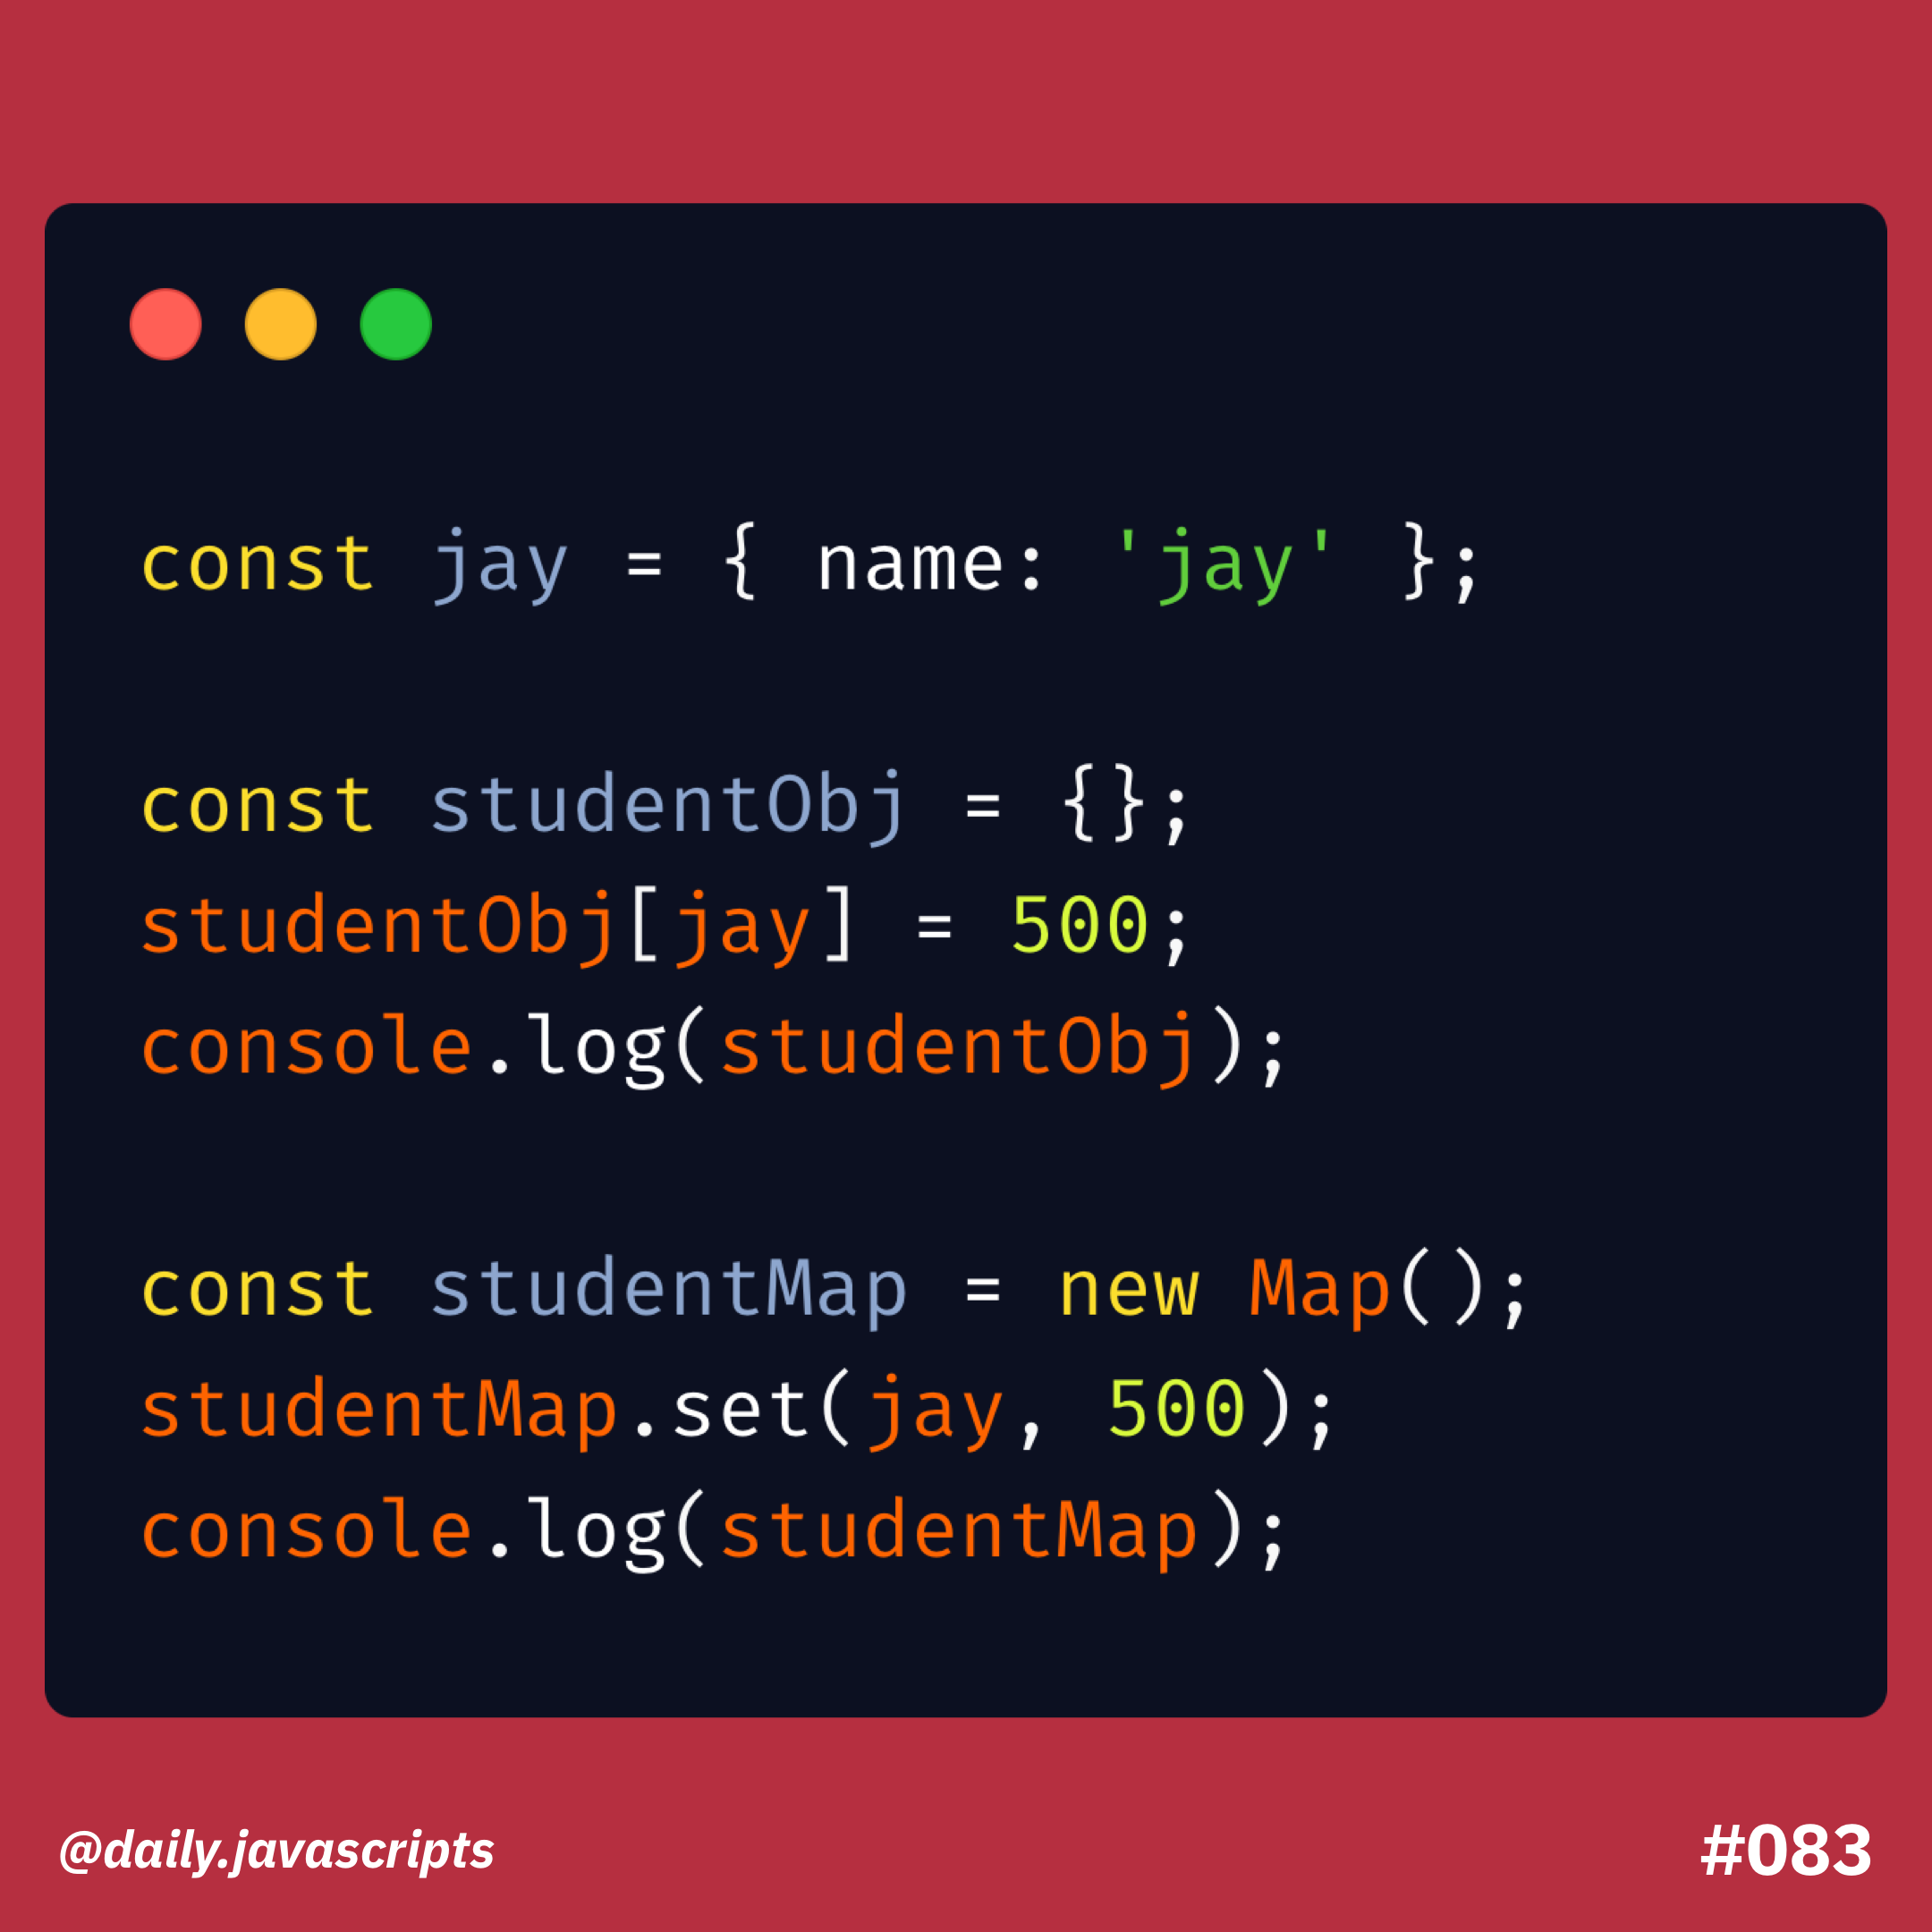 const jay = { name: 'jay' };
const studentObj = {};
studentObj[jay] = 500;
console.log(studentObj);
const studentMap = new Map();
studentMap.set(jay, 500);
console.log(studentMap);
@daily.javascripts
#083